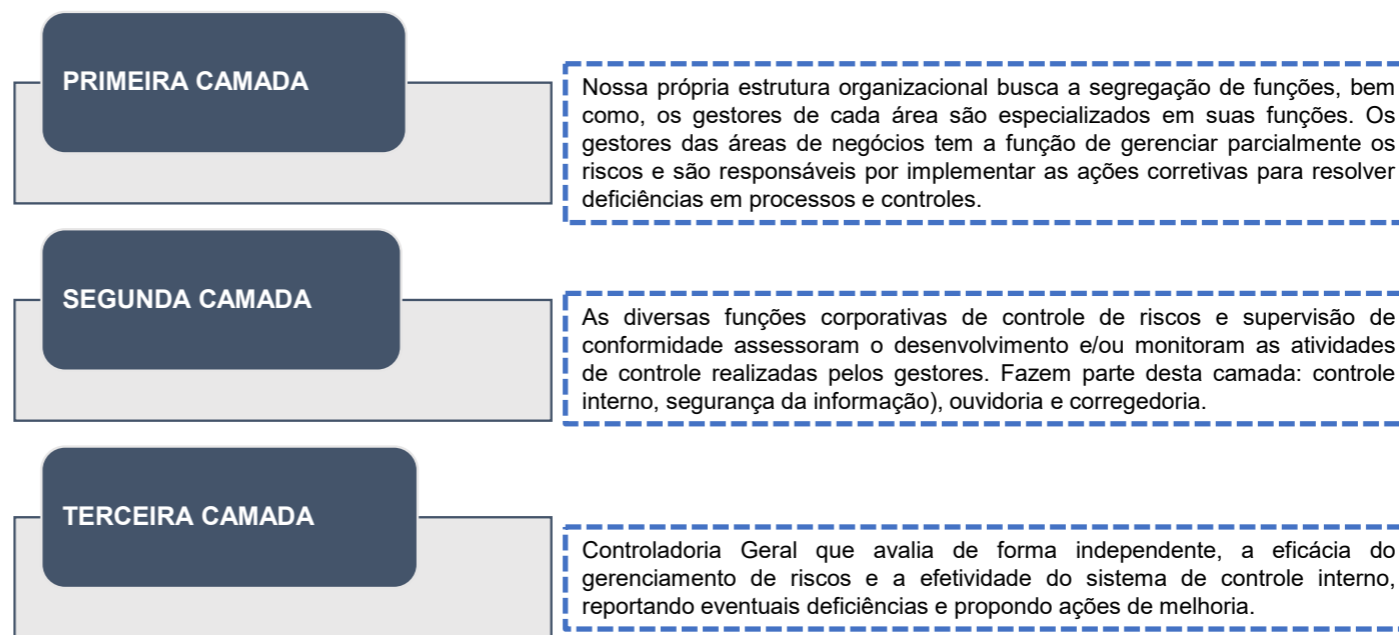 PRIMEIRA CAMADA
Nossa própria estrutura organizacional busca a segregação de funções, bem
como, os gestores de cada área são especializados em suas funções. Os
gestores das áreas de negócios tem a função de gerenciar parcialmente os
riscos e são responsáveis por implementar as ações corretivas para resolver
deficiências em processos e controles.
SEGUNDA CAMADA
As diversas funções corporativas de controle de riscos e supervisão de
conformidade assessoram o desenvolvimento e/ou monitoram as atividades
de controle realizadas pelos gestores. Fazem parte desta camada: controle
interno, segurança da informação), ouvidoria e corregedoria.
TERCEIRA CAMADA
Controladoria Geral que avalia de forma independente, a eficácia do
gerenciamento de riscos e a efetividade do sistema de controle interno,
reportando eventuais deficiências e propondo ações de melhoria.